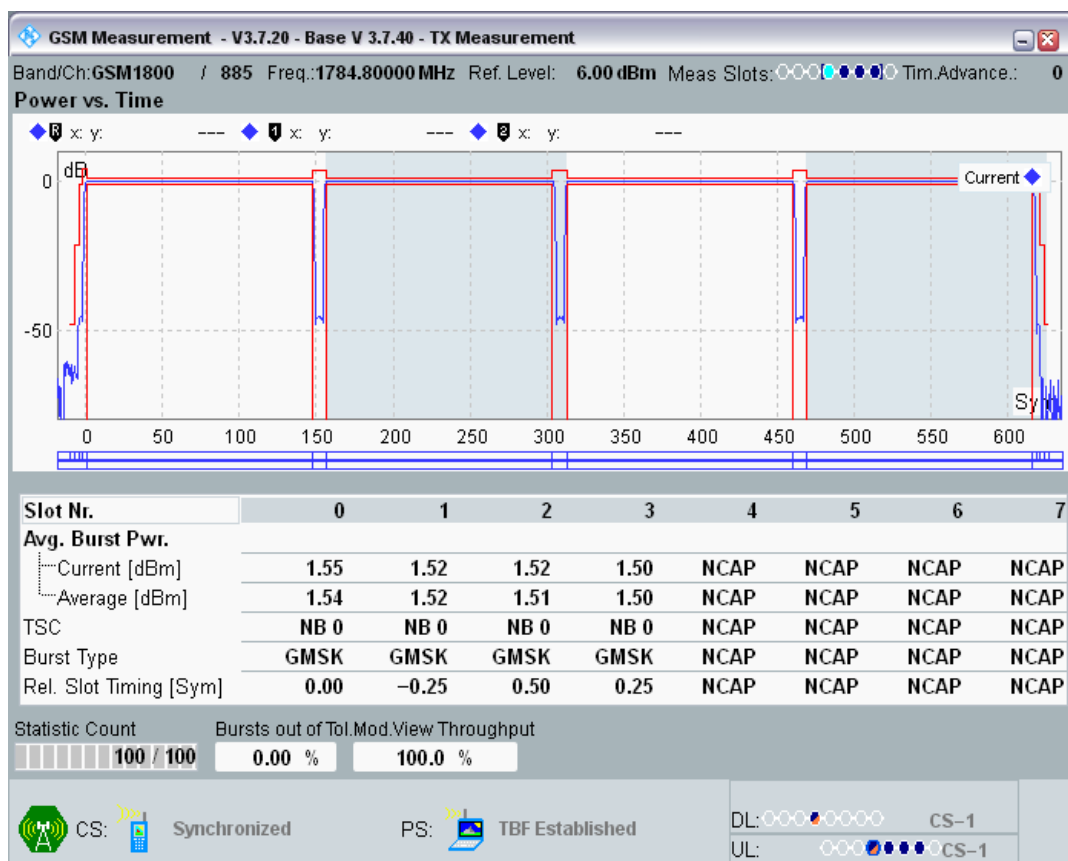 GSM Measurement - V3.7.20 - Base V 3.7.40 - TX Measurement
Band/Ch:GSM1800 / 885 Freq.:1784.80000 MHz Ref. Level: 6.00 dBm Meas Slots: Tim.Advance.: 0
Power vs. Time
R x: y: --- 1 x: y: --- 2 x: y: ---
dB
Current
0
-50
0 50 100 150 200 250 300 350 400 450 500 550 600
Slot Nr. 0 1 2 3 4 5 6 7
Avg. Burst Pwr.
Current [dBm] 1.55 1.52 1.52 1.50 NCAP NCAP NCAP NCAP
Average [dBm] 1.54 1.52 1.51 1.50 NCAP NCAP NCAP NCAP
TSC NB 0 NB 0 NB 0 NB 0 NCAP NCAP NCAP NCAP
Burst Type GMSK GMSK GMSK GMSK NCAP NCAP NCAP NCAP
Rel. Slot Timing [Sym] 0.00 −0.25 0.50 0.25 NCAP NCAP NCAP NCAP
Statistic Count Bursts out of Tol.Mod.View Throughput
100 / 100 0.00 % 100.0 %
CS: Synchronized PS: TBF Established
DL: CS−1
UL: CS−1